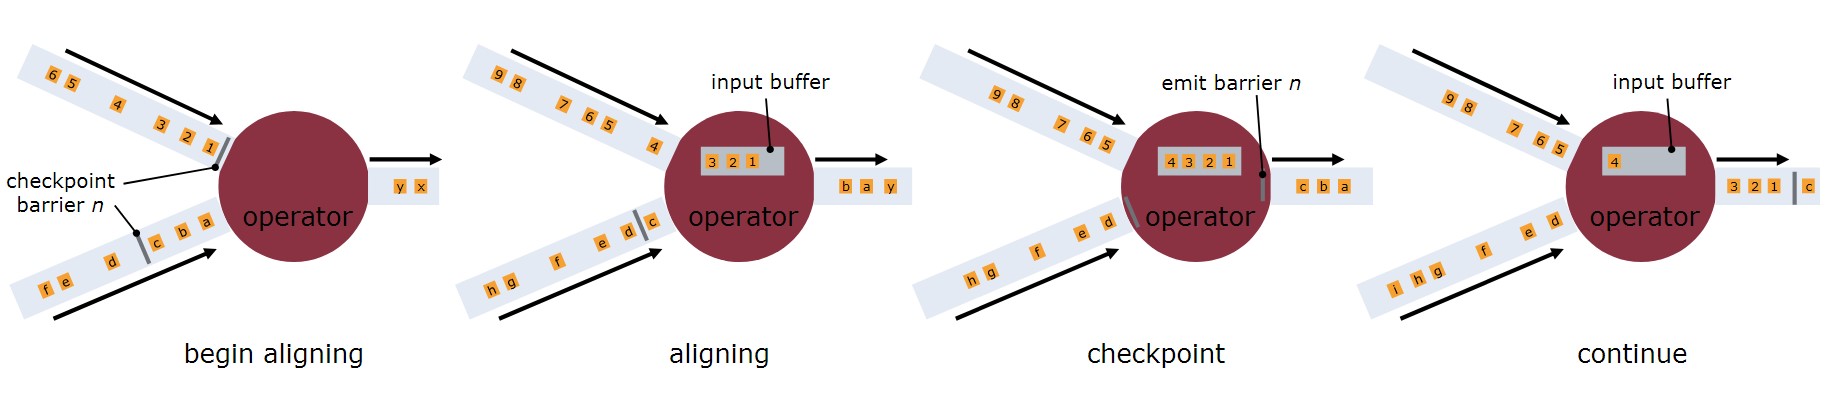 6 5 4 3 2 1
checkpoint
barrier n
f e d c b a
operator
y x
begin aligning
9 8 7 6 5 4
input buffer
3 2 1
h g f e d c
operator
b a y
aligning
9 8 7 6 5
emit barrier n
4 3 2 1
h g f e d
operator
c b a
checkpoint
9 8 7 6 5
input buffer
4
i h g f e d
operator
3 2 1 c
continue